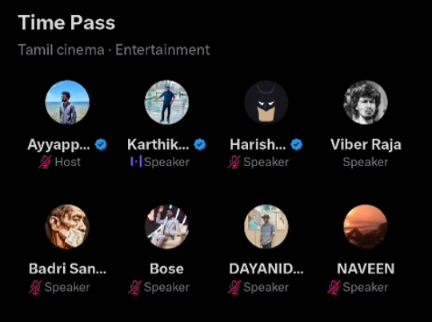 Time Pass
Tamil cinema · Entertainment
Ayyapp... Karthik... Harish... Viber Raja
Host Speaker Speaker Speaker
Badri San... Bose DAYANID... NAVEEN
Speaker Speaker Speaker Speaker